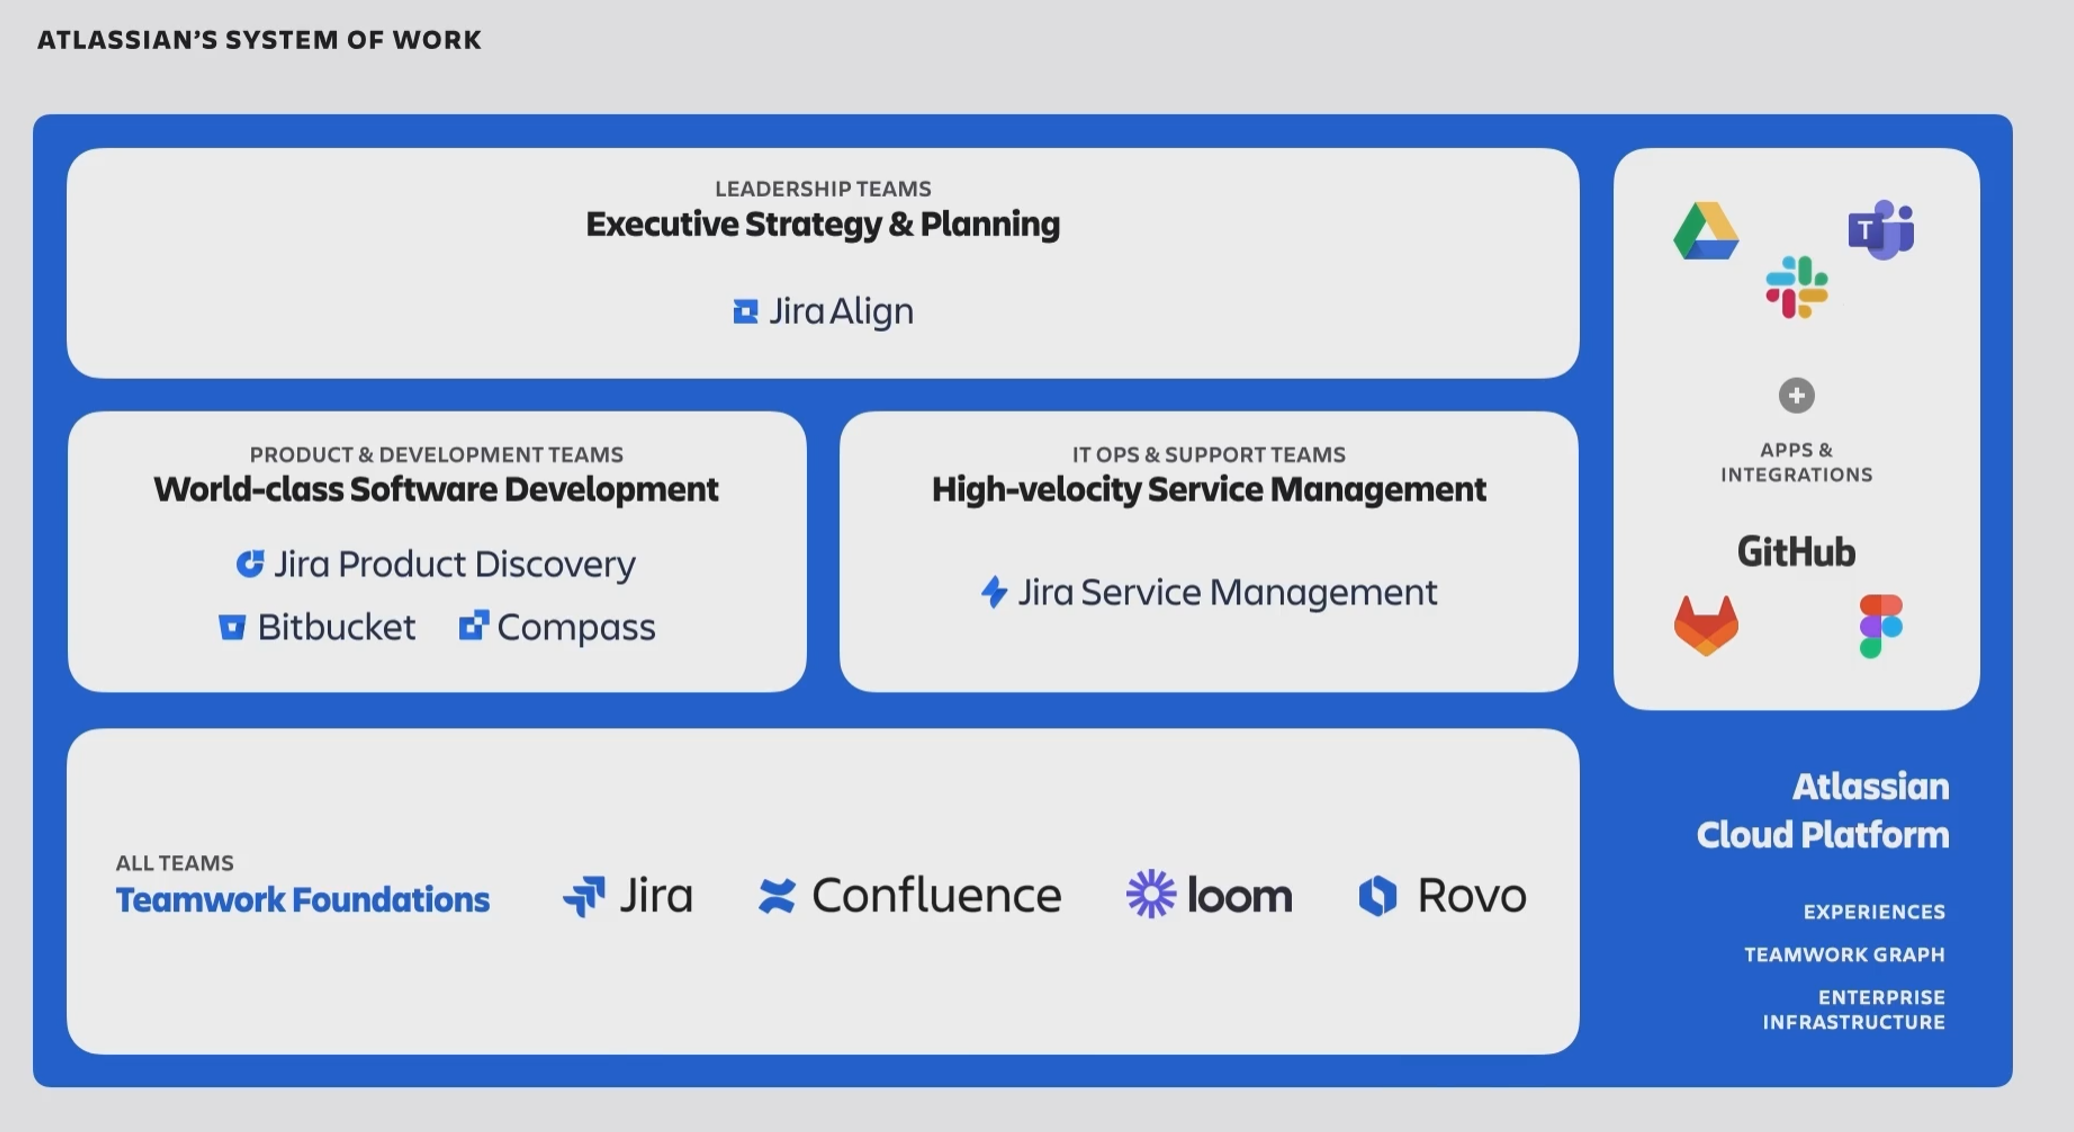 ATLASSIAN’S SYSTEM OF WORK
LEADERSHIP TEAMS
Executive Strategy & Planning
Jira Align
PRODUCT & DEVELOPMENT TEAMS
World-class Software Development
Jira Product Discovery
Bitbucket
Compass
IT OPS & SUPPORT TEAMS
High-velocity Service Management
Jira Service Management
ALL TEAMS
Teamwork Foundations
Jira
Confluence
loom
Rovo
T
APPS &
INTEGRATIONS
GitHub
Atlassian
Cloud Platform
EXPERIENCES
TEAMWORK GRAPH
ENTERPRISE
INFRASTRUCTURE